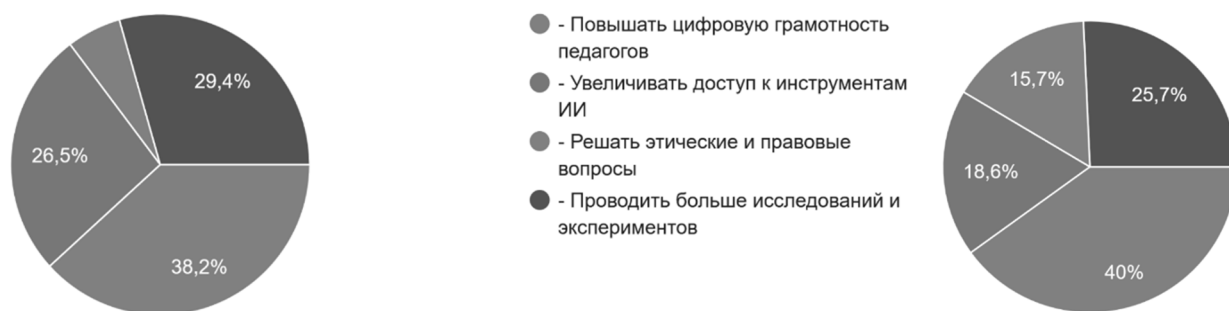 29,4%
26,5%
38,2%
- Повышать цифровую грамотность
педагогов
- Увеличивать доступ к инструментам
ИИ
- Решать этические и правовые
вопросы
- Проводить больше исследований и
экспериментов
15,7%
25,7%
18,6%
40%